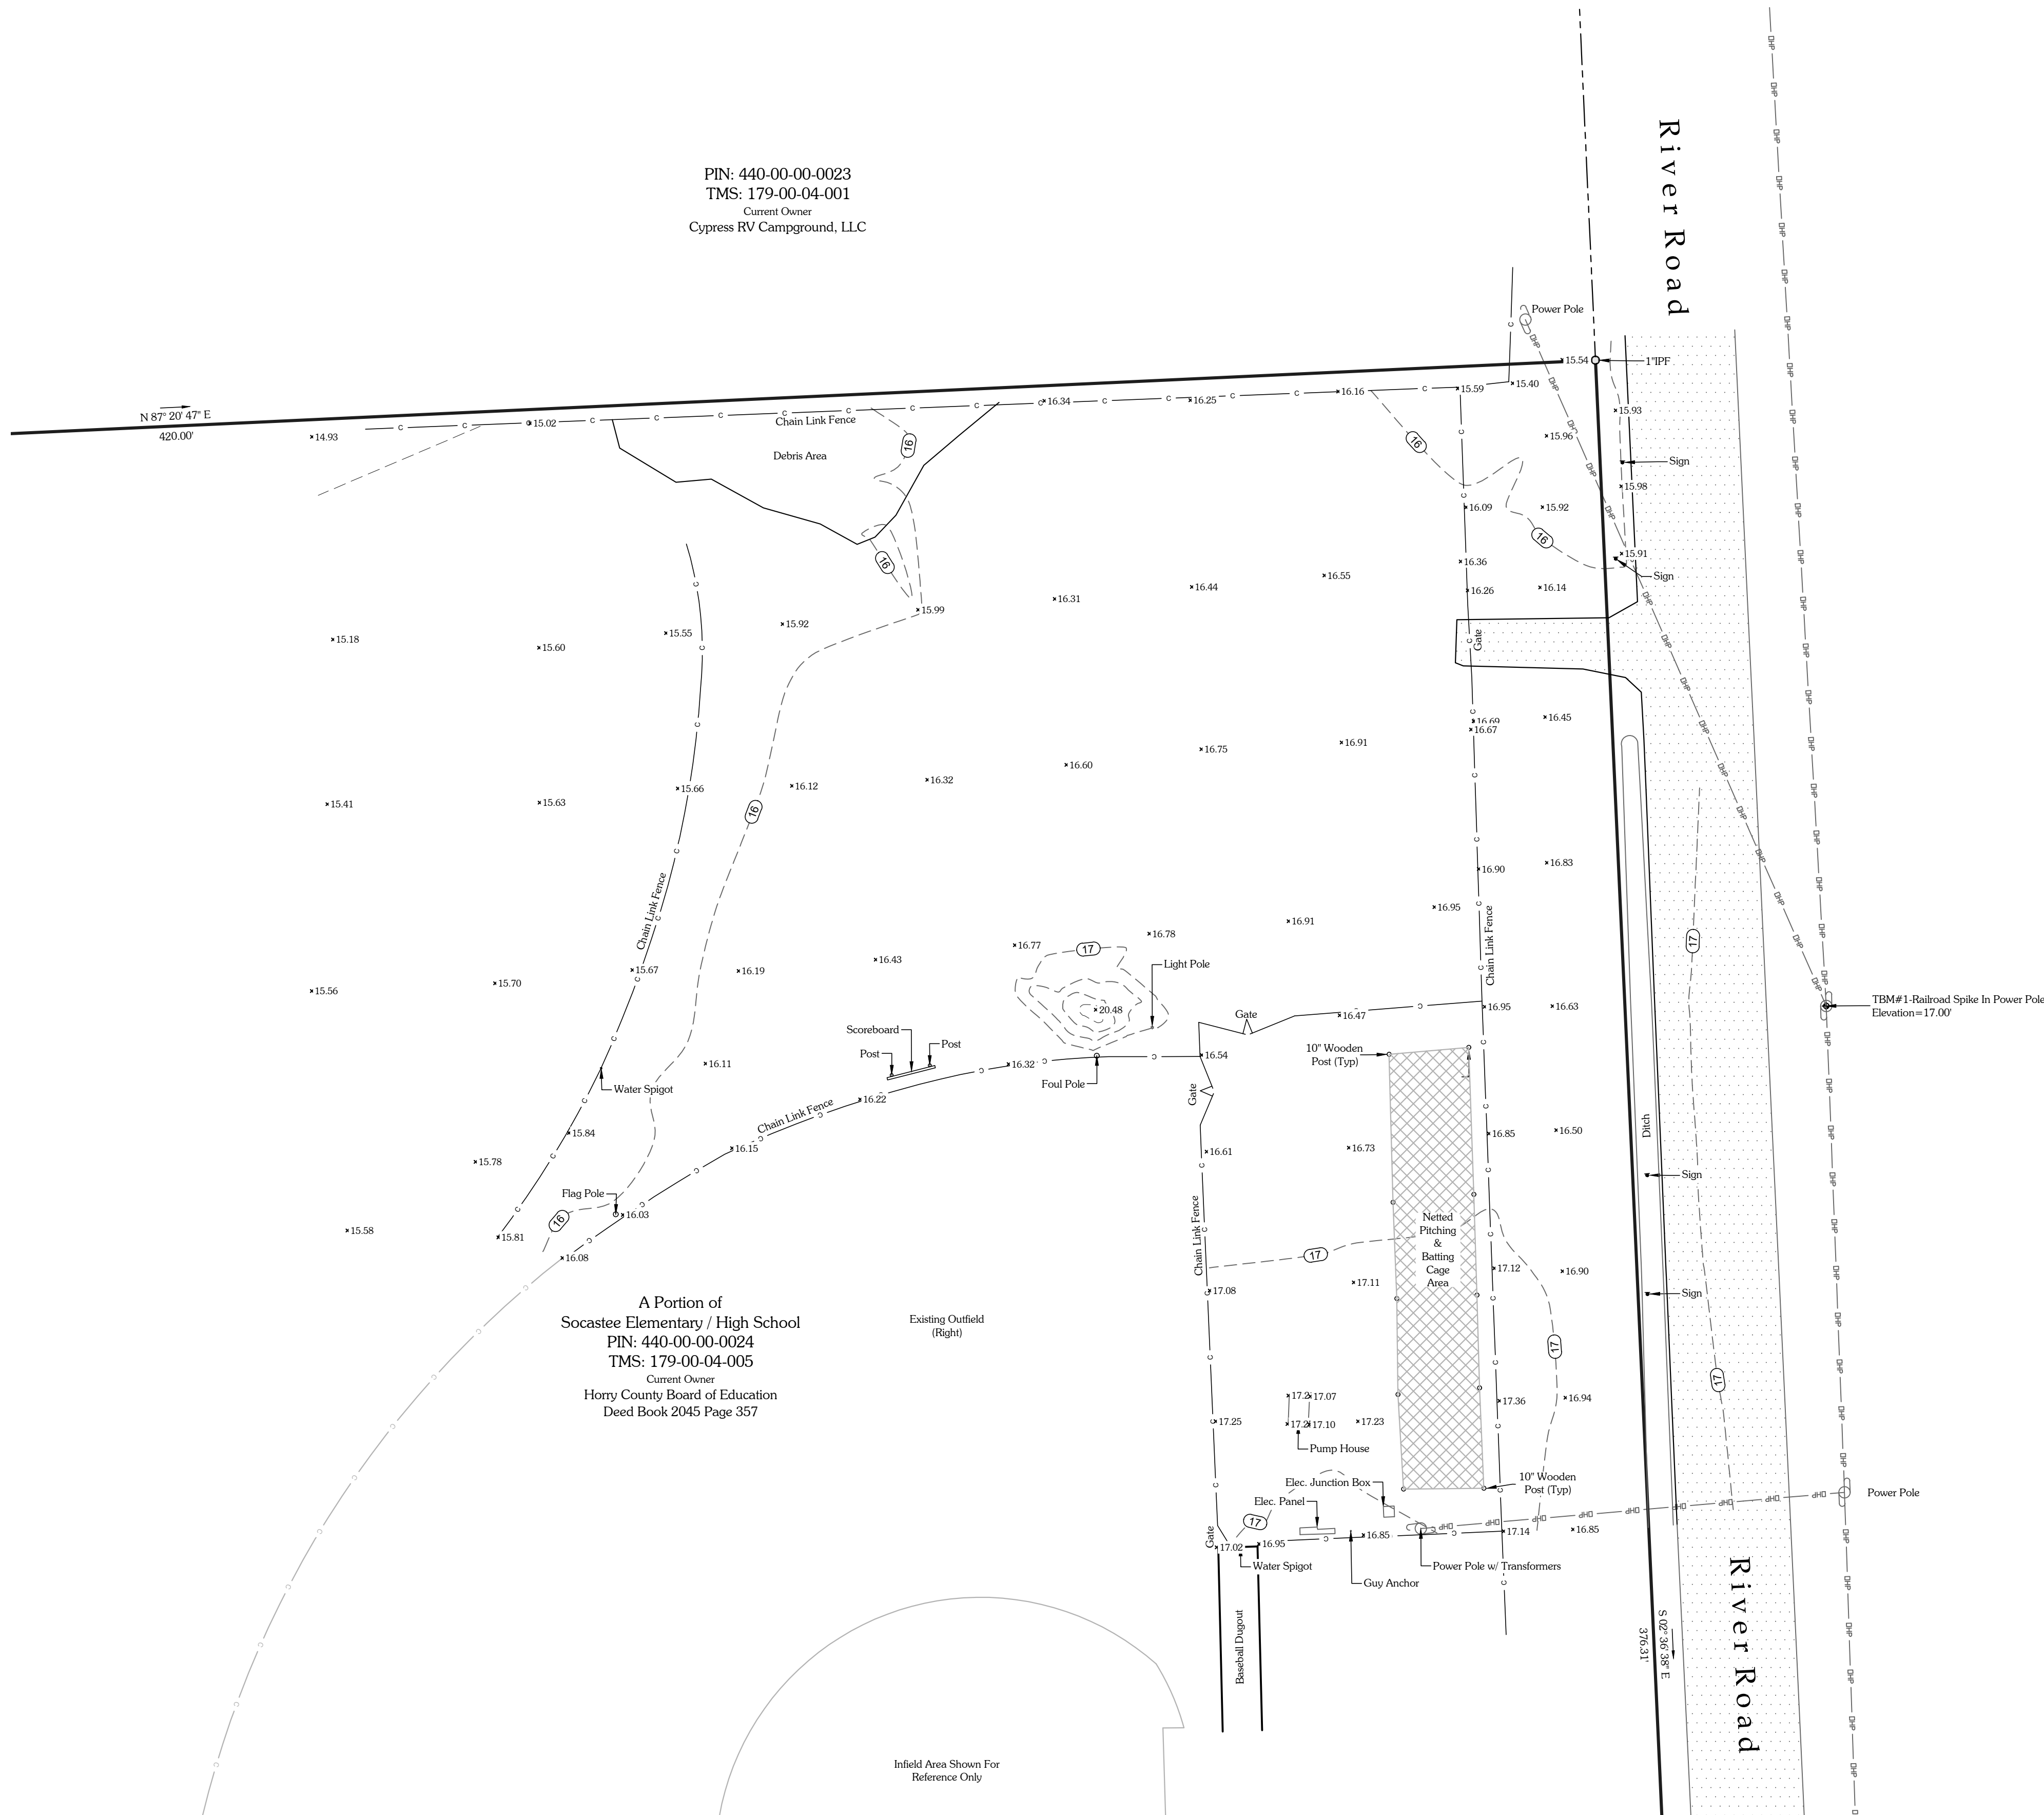 River Road
PIN: 440-00-00-0023
TMS: 179-00-04-001
Current Owner
Cypress RV Campground, LLC
Power Pole
15.54
1"IPF
N 87° 20' 47" E
420.00'
14.93
15.02
16.34
16.25
16.16
15.59
15.40
15.93
Chain Link Fence
Debris Area
16
16
15.96
Sign
15.98
16.09
15.92
16
16
15.91
Sign
16.36
16.26
16.14
16.55
16.44
16.31
15.99
15.92
15.55
15.18
15.60
Gate
16.69
16.67
16.45
16.91
16.75
16.60
16.32
16.12
15.66
15.63
15.41
16
16.90
16.83
Chain Link Fence
16.95
16.91
16.78
16.77
17
17
Chain Link Fence
16.43
16.19
15.67
15.70
15.56
Light Pole
20.48
Gate
16.47
16.95
16.63
TBM#1-Railroad Spike In Power Pole
Elevation=17.00'
Scoreboard
Post
Post
16.32
Foul Pole
16.54
10" Wooden
Post (Typ)
16.11
Water Spigot
16.22
Chain Link Fence
Gate
Ditch
15.84
16.15
16.61
16.73
16.85
16.50
Sign
15.78
Flag Pole
16.03
16
15.58
15.81
16.08
Chain Link Fence
17
Netted
Pitching
&
Batting
Cage
Area
17.12
16.90
17.08
17.11
Sign
A Portion of
Socastee Elementary / High School
PIN: 440-00-00-0024
TMS: 179-00-04-005
Current Owner
Horry County Board of Education
Deed Book 2045 Page 357
Existing Outfield
(Right)
17
17
17.07
17.36
16.94
17.25
17.10
17.23
Pump House
Elec. Junction Box
10" Wooden
Post (Typ)
Power Pole
Elec. Panel
17
Gate
17.02
16.95
16.85
17.14
16.85
Water Spigot
Power Pole w/ Transformers
Guy Anchor
Baseball Dugout
S 02° 36' 38" E
376.31'
River Road
Infield Area Shown For
Reference Only